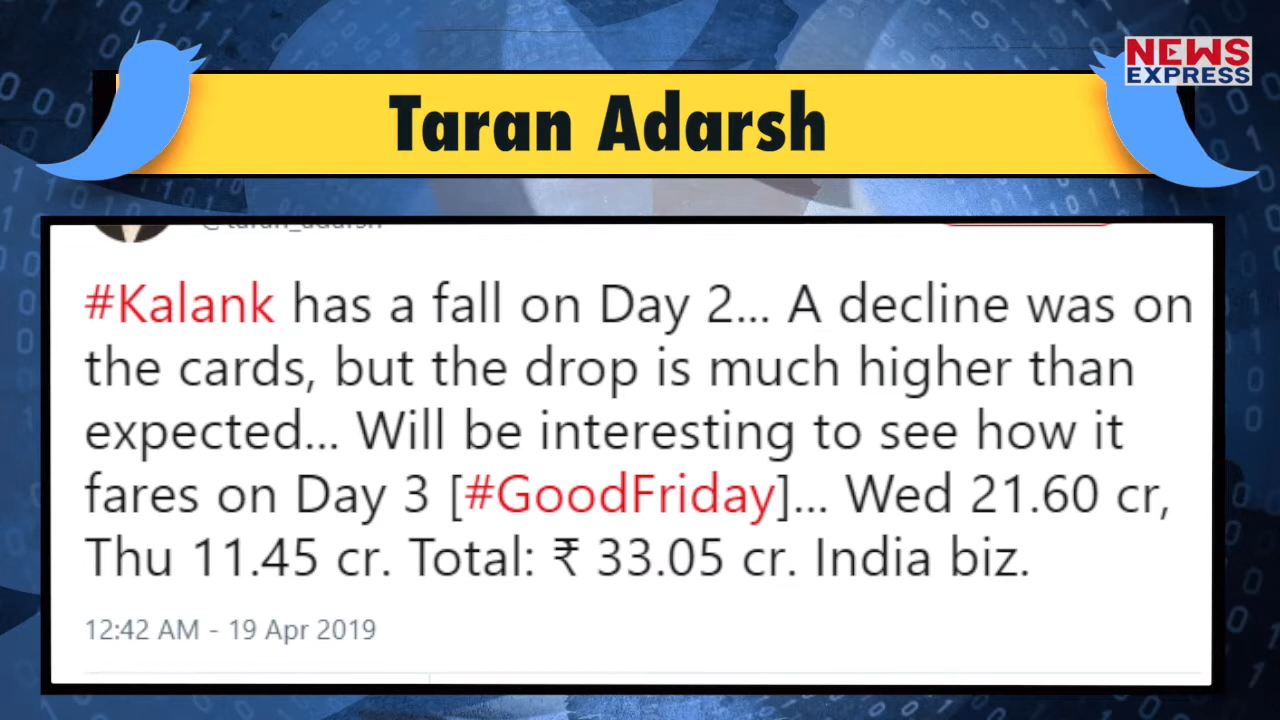 NEWS
EXPRESS
Taran Adarsh
@taran_adarsh
#Kalank has a fall on Day 2... A decline was on
the cards, but the drop is much higher than
expected... Will be interesting to see how it
fares on Day 3 [#GoodFriday]... Wed 21.60 cr,
Thu 11.45 cr. Total: ₹ 33.05 cr. India biz.
12:42 AM - 19 Apr 2019